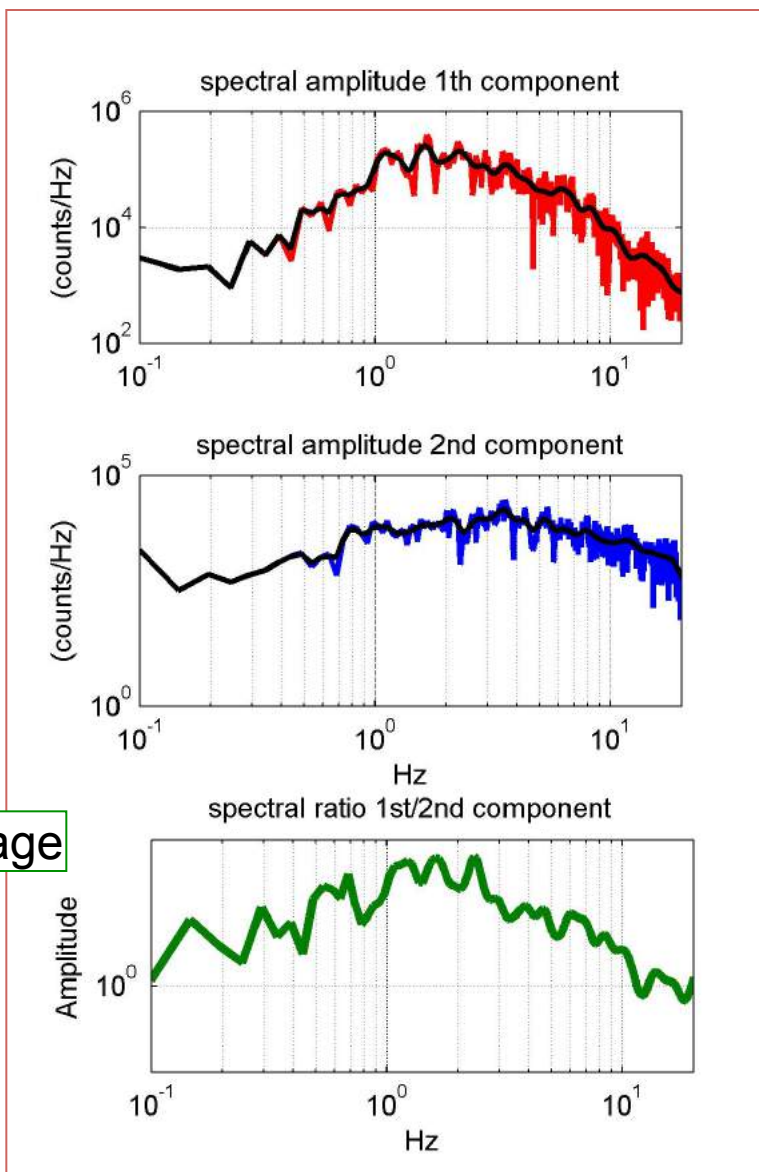 spectral amplitude 1th component
10^6
10^4
10^2
(counts/Hz)
10^-1 10^0 10^1
spectral amplitude 2nd component
10^5
10^0
(counts/Hz)
10^-1 10^0 10^1
Hz
spectral ratio 1st/2nd component
age
Amplitude
10^0
10^-1 10^0 10^1
Hz